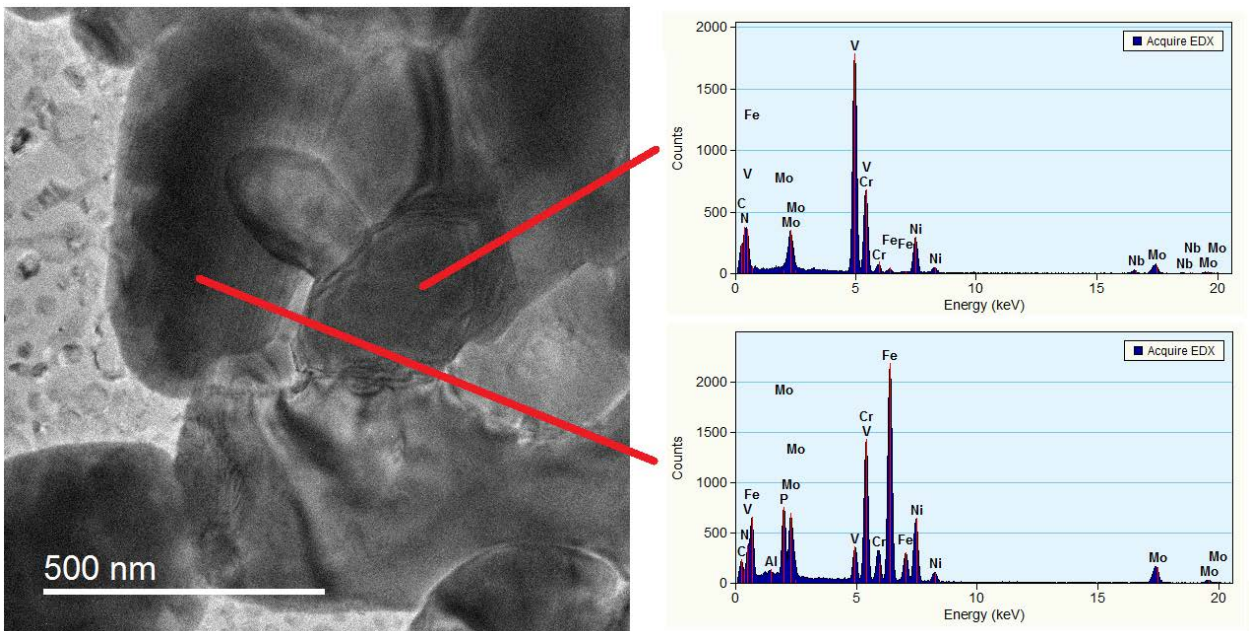 500 nm
Acquire EDX
2000
1500
1000
500
0
Counts
Fe
V
C
N
Mo
Mo
Mo
V
V
Cr
Cr
Fe
Fe
Ni
Ni
Nb
Mo
Nb
Nb
Mo
Mo
0 5 10 15 20
Energy (keV)
Acquire EDX
2000
1500
1000
500
0
Counts
Fe
V
N
C
Al
Mo
Mo
Mo
P
V
Cr
V
Cr
Fe
Fe
Ni
Ni
Mo
Mo
Mo
0 5 10 15 20
Energy (keV)